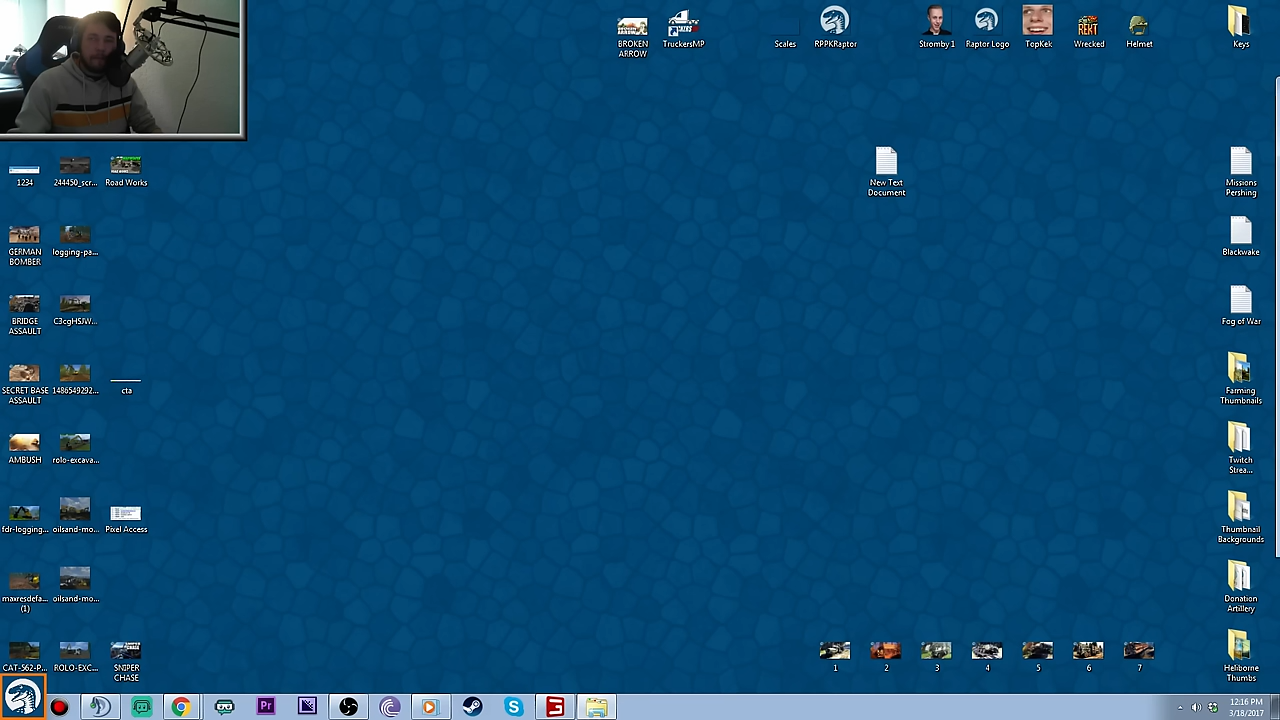 BROKEN
ARROW
TruckersMP
Scales
RPPKRaptor
Stromby 1
Raptor Logo
TopKek
Wrecked
Helmet
Keys
1234
244450_scr...
Road Works
New Text
Document
Missions
Pershing
GERMAN
BOMBER
logging-pa...
Blackwake
BRIDGE
ASSAULT
C3cgHSJW...
Fog of War
SECRET BASE
ASSAULT
1486549292...
cta
Farming
Thumbnails
AMBUSH
rolo-excava...
Twitch
Strea...
fdr-logging...
oilsand-mo...
Pixel Access
Thumbnail
Backgrounds
maxresdefa...
(1)
oilsand-mo...
Donation
Artillery
CAT-562-P...
ROLO-EXC...
SNIPER
CHASE
1
2
3
4
5
6
7
Heliborne
Thumbs
Pr
12:16 PM
3/18/2017